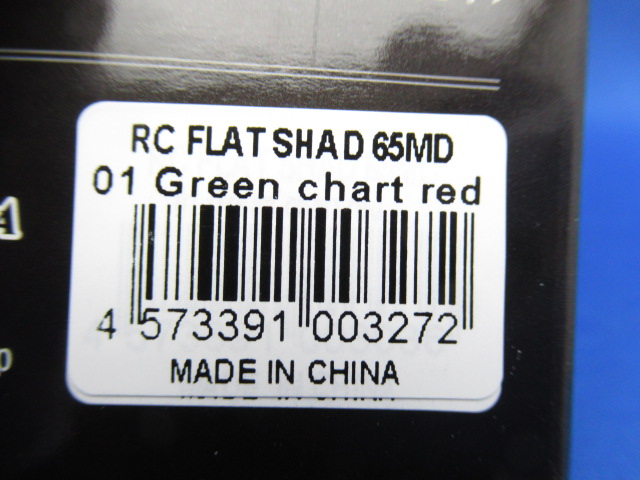 RC FLAT SHAD 65MD
01 Green chart red
4 573391 003272
MADE IN CHINA